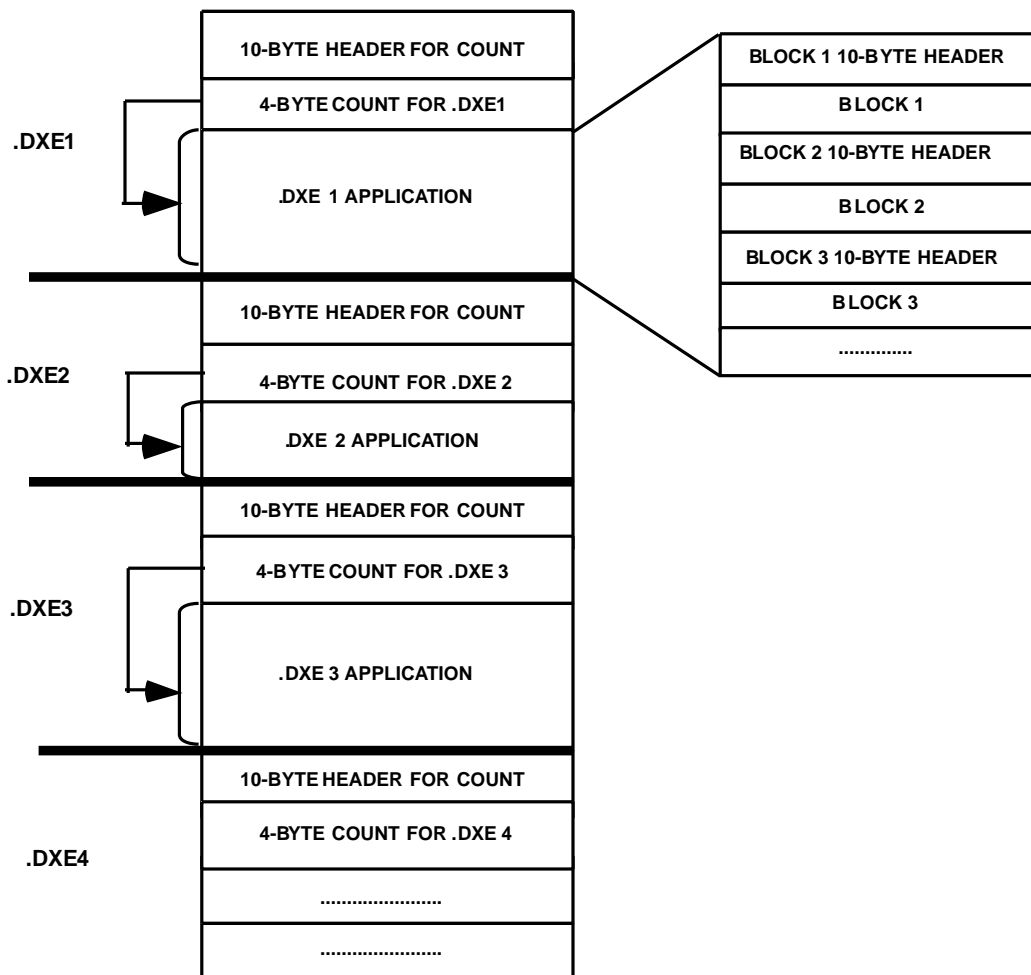 10-BYTE HEADER FOR COUNT
4-BYTE COUNT FOR .DXE1
.DXE1
.DXE 1 APPLICATION
10-BYTE HEADER FOR COUNT
.DXE2
4-BYTE COUNT FOR .DXE 2
.DXE 2 APPLICATION
10-BYTE HEADER FOR COUNT
4-BYTE COUNT FOR .DXE 3
.DXE3
.DXE 3 APPLICATION
10-BYTE HEADER FOR COUNT
4-BYTE COUNT FOR .DXE 4
.DXE4
.......................
.......................
BLOCK 1 10-BYTE HEADER
BLOCK 1
BLOCK 2 10-BYTE HEADER
BLOCK 2
BLOCK 3 10-BYTE HEADER
BLOCK 3
..............